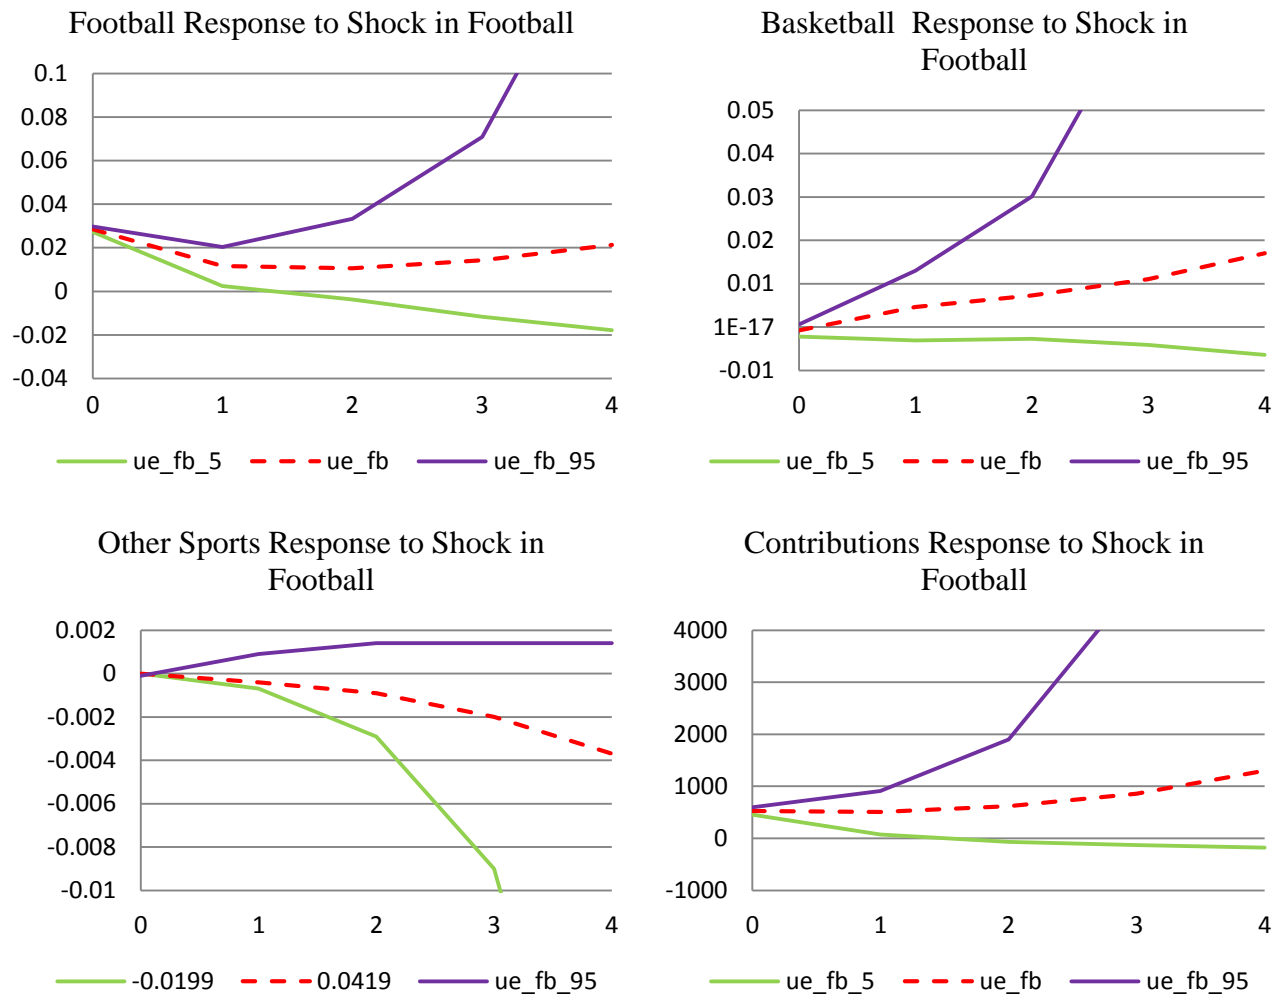 Football Response to Shock in Football
0.1
0.08
0.06
0.04
0.02
0
-0.02
-0.04
0 1 2 3 4
ue_fb_5 ue_fb ue_fb_95
Basketball Response to Shock in
Football
0.05
0.04
0.03
0.02
0.01
1E-17
-0.01
0 1 2 3 4
ue_fb_5 ue_fb ue_fb_95
Other Sports Response to Shock in
Football
0.002
0
-0.002
-0.004
-0.006
-0.008
-0.01
0 1 2 3 4
-0.0199 0.0419 ue_fb_95
Contributions Response to Shock in
Football
4000
3000
2000
1000
0
-1000
0 1 2 3 4
ue_fb_5 ue_fb ue_fb_95